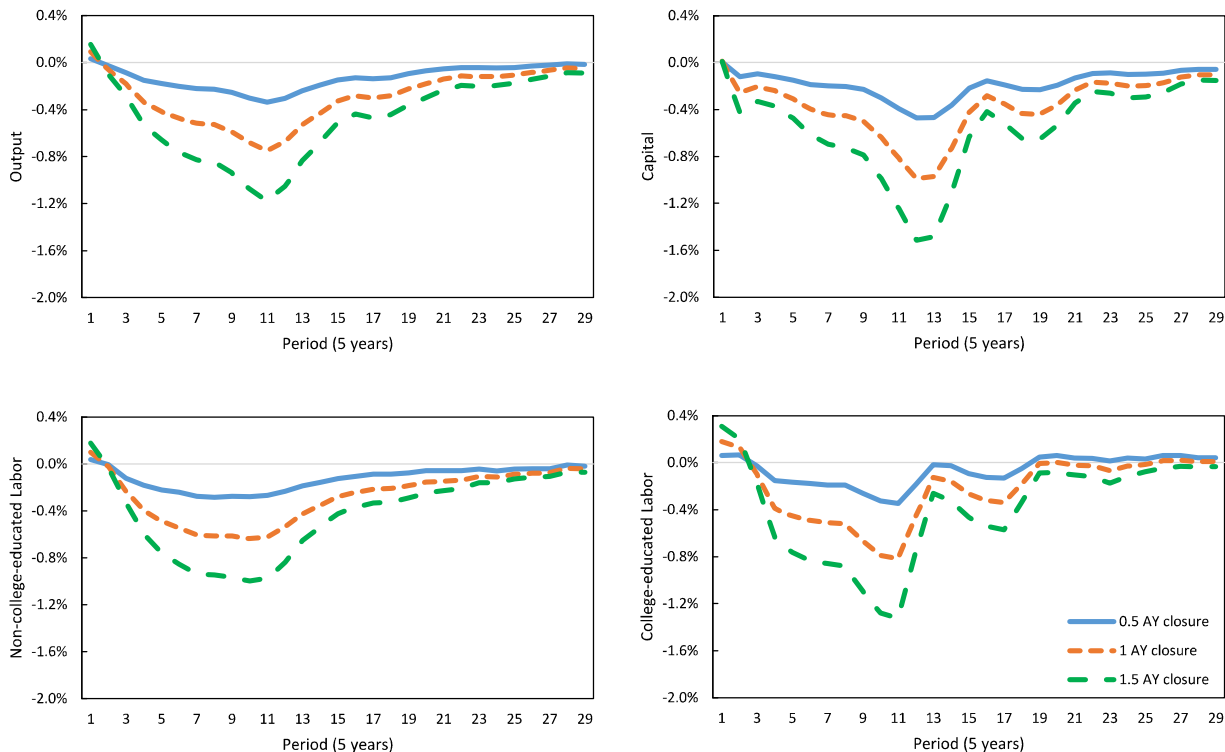 0.4%
0.0%
-0.4%
-0.8%
-1.2%
-1.6%
-2.0%
Output
1 3 5 7 9 11 13 15 17 19 21 23 25 27 29
Period (5 years)
0.4%
0.0%
-0.4%
-0.8%
-1.2%
-1.6%
-2.0%
Capital
1 3 5 7 9 11 13 15 17 19 21 23 25 27 29
Period (5 years)
0.4%
0.0%
-0.4%
-0.8%
-1.2%
-1.6%
-2.0%
Non-college-educated Labor
1 3 5 7 9 11 13 15 17 19 21 23 25 27 29
Period (5 years)
0.4%
0.0%
-0.4%
-0.8%
-1.2%
-1.6%
-2.0%
College-educated Labor
0.5 AY closure
1 AY closure
1.5 AY closure
1 3 5 7 9 11 13 15 17 19 21 23 25 27 29
Period (5 years)